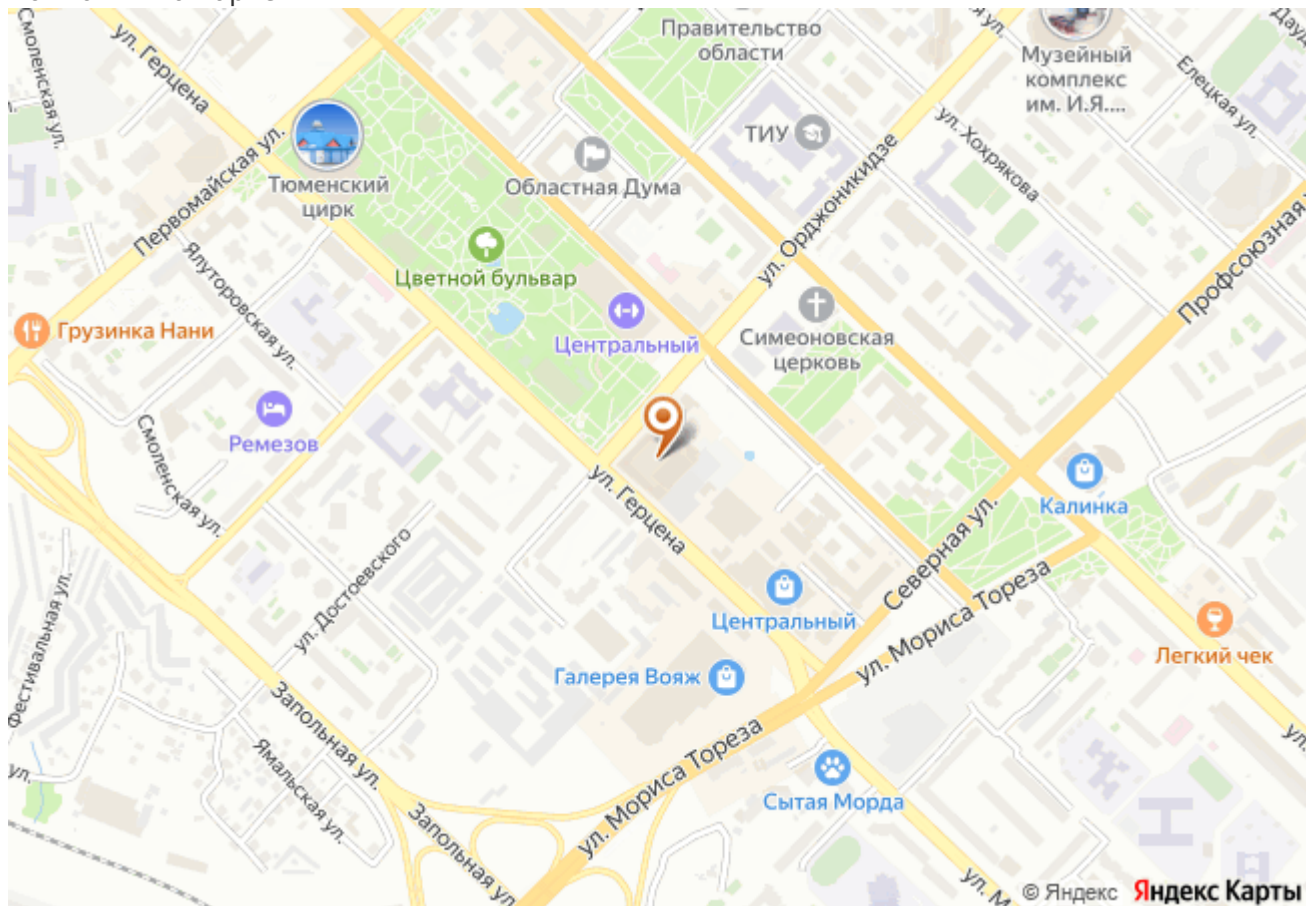 Смоленская ул.
ул. Герцена
Правительство
области
Музейный
комплекс
им. И.Я....
Елецкая ул.
ТИУ
ул. Хохрякова
Первомайская ул.
Тюменский
цирк
Областная Дума
ул. Орджоникидзе
Профсоюзная
Ялуторовская ул.
Цветной бульвар
Грузинка Нани
Центральный
Симеоновская
церковь
Ремезов
Смоленская ул.
ул. Герцена
Калинка
Северная ул.
ул. Достоевского
Центральный
ул. Мориса Тореза
Легкий чек
Галерея Вояж
Запольная ул.
Ямальская ул.
ул. Мориса Тореза
Сытая Морда
Запольная ул.
ул.
ул.
ул. М
© Яндекс Яндекс Карты